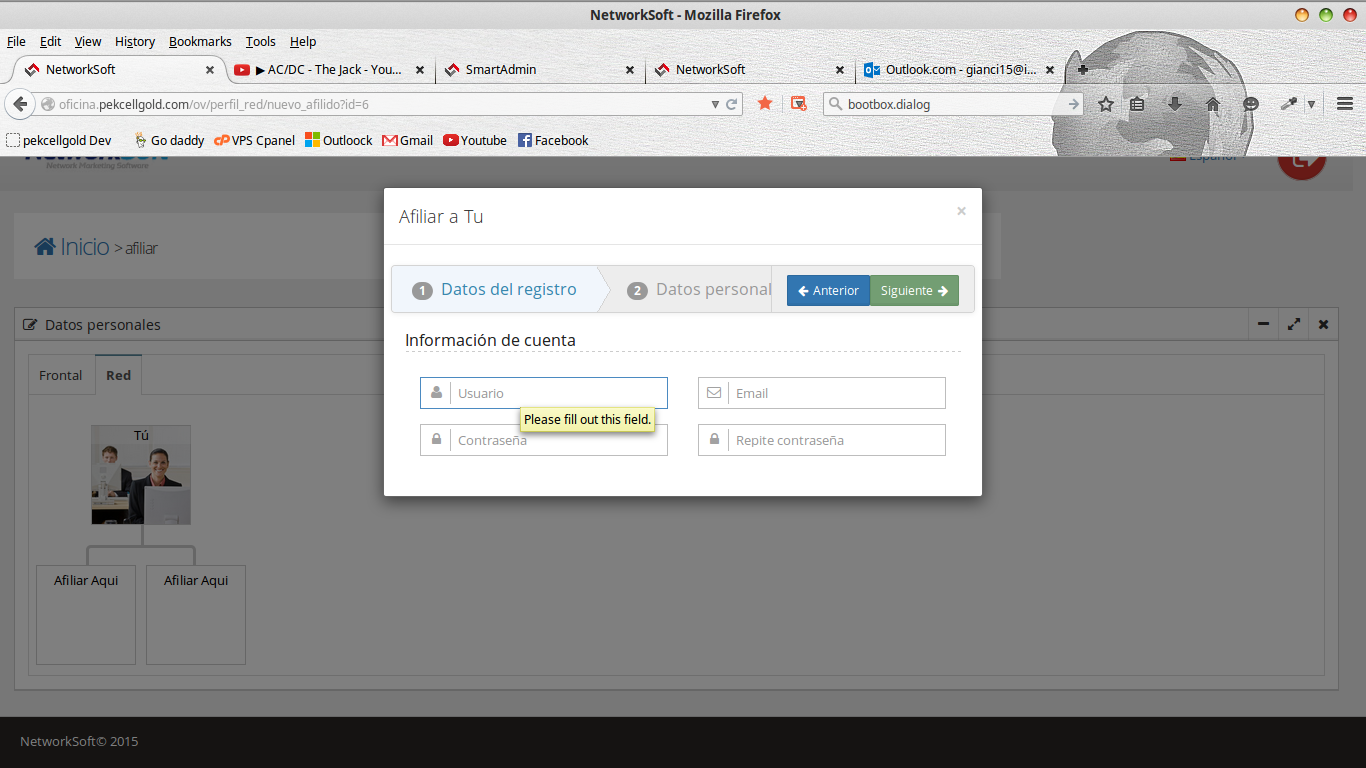 NetworkSoft - Mozilla Firefox
File Edit View History Bookmarks Tools Help
NetworkSoft
▶ AC/DC - The Jack - You...
SmartAdmin
NetworkSoft
Outlook.com - gianci15@i...
oficina.pekcellgold.com/ov/perfil_red/nuevo_afilido?id=6
bootbox.dialog
pekcellgold Dev
Go daddy
VPS Cpanel
Outloock
Gmail
Youtube
Facebook
Network Marketing Software
Español
Afiliar a Tu
×
Inicio > afiliar
1 Datos del registro
2 Datos personal
Anterior
Siguiente
Datos personales
Información de cuenta
Frontal
Red
Usuario
Email
Please fill out this field.
Contraseña
Repite contraseña
Tú
Afiliar Aqui
Afiliar Aqui
NetworkSoft© 2015